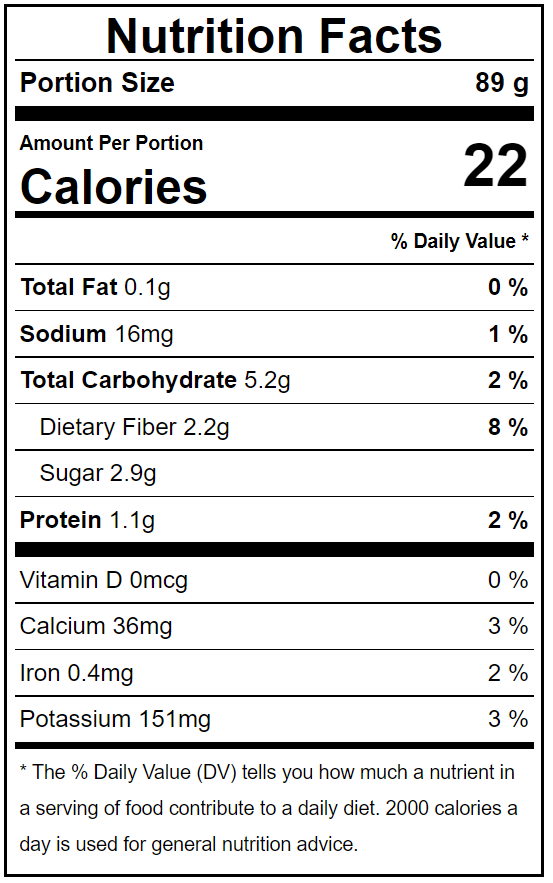 Nutrition Facts
Portion Size 89 g
Amount Per Portion
Calories 22
% Daily Value *
Total Fat 0.1g 0 %
Sodium 16mg 1 %
Total Carbohydrate 5.2g 2 %
Dietary Fiber 2.2g 8 %
Sugar 2.9g
Protein 1.1g 2 %
Vitamin D 0mcg 0 %
Calcium 36mg 3 %
Iron 0.4mg 2 %
Potassium 151mg 3 %
* The % Daily Value (DV) tells you how much a nutrient in
a serving of food contribute to a daily diet. 2000 calories a
day is used for general nutrition advice.